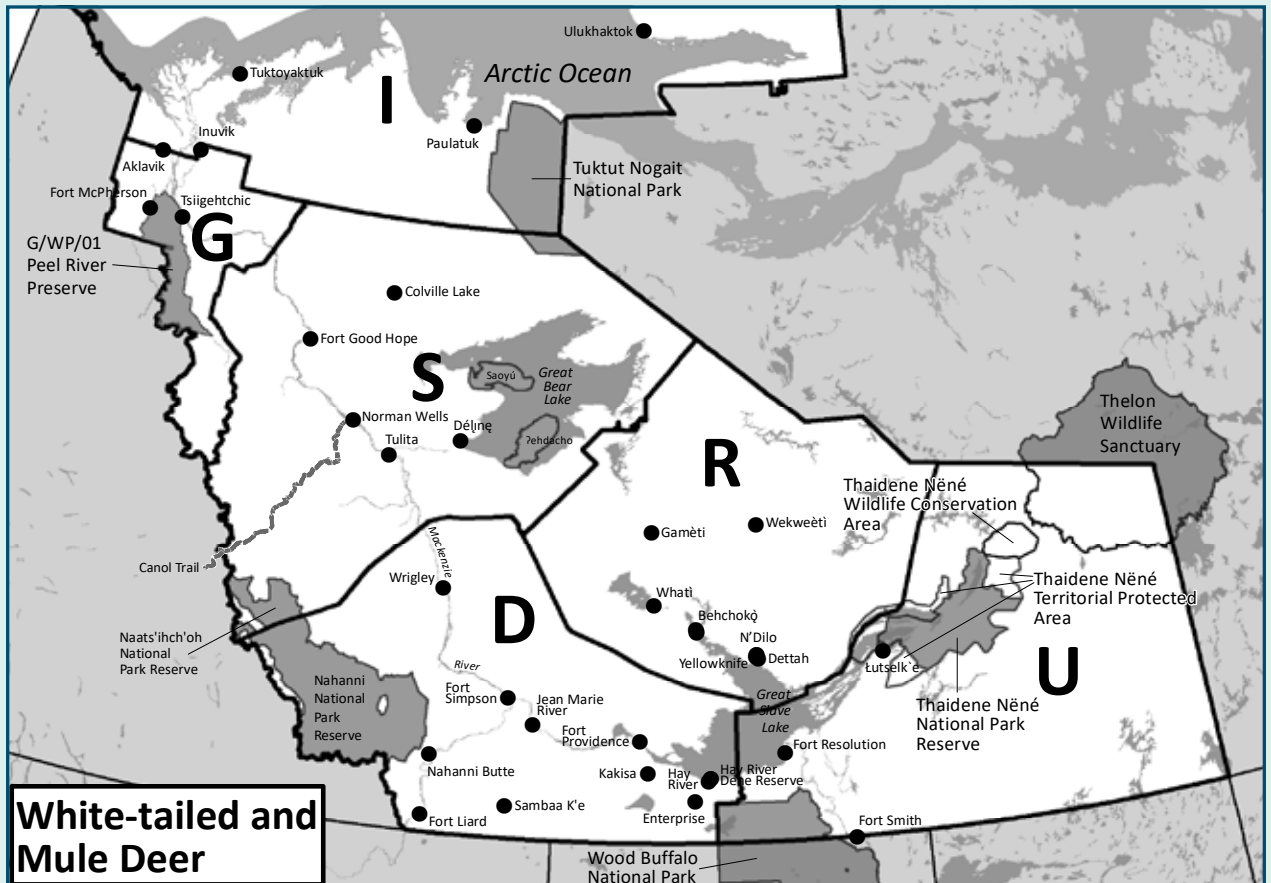 Ulukhaktok
Arctic Ocean
Tuktoyaktuk
I
Inuvik
Paulatuk
Aklavik
Tuktut Nogait
National Park
Fort McPherson
Tsiigehtchic
G
G/WP/01
Peel River
Preserve
Colville Lake
Fort Good Hope
S
Saoyú
Great
Bear
Lake
Norman Wells
Délı̨nę
Tulita
ʔehdacho
Thelon
Wildlife
Sanctuary
R
Thaidene Nëné
Wildlife Conservation
Area
Gamètì
Wekweètì
Mackenzie
Canol Trail
Wrigley
D
Whatì
Behchokǫ̀
Thaidene Nëné
Territorial Protected
Area
Naats'ihch'oh
National
Park Reserve
N'Dilo
Yellowknife
Dettah
River
Łutselk'e
U
Nahanni
National
Park
Reserve
Fort
Simpson
Jean Marie
River
Great
Slave
Lake
Thaidene Nëné
National Park
Reserve
Fort
Providence
Fort Resolution
Nahanni Butte
Kakisa
Hay
River
Hay River
Dene Reserve
Sambaa K'e
Enterprise
Fort Liard
Fort Smith
White-tailed and
Mule Deer
Wood Buffalo
National Park